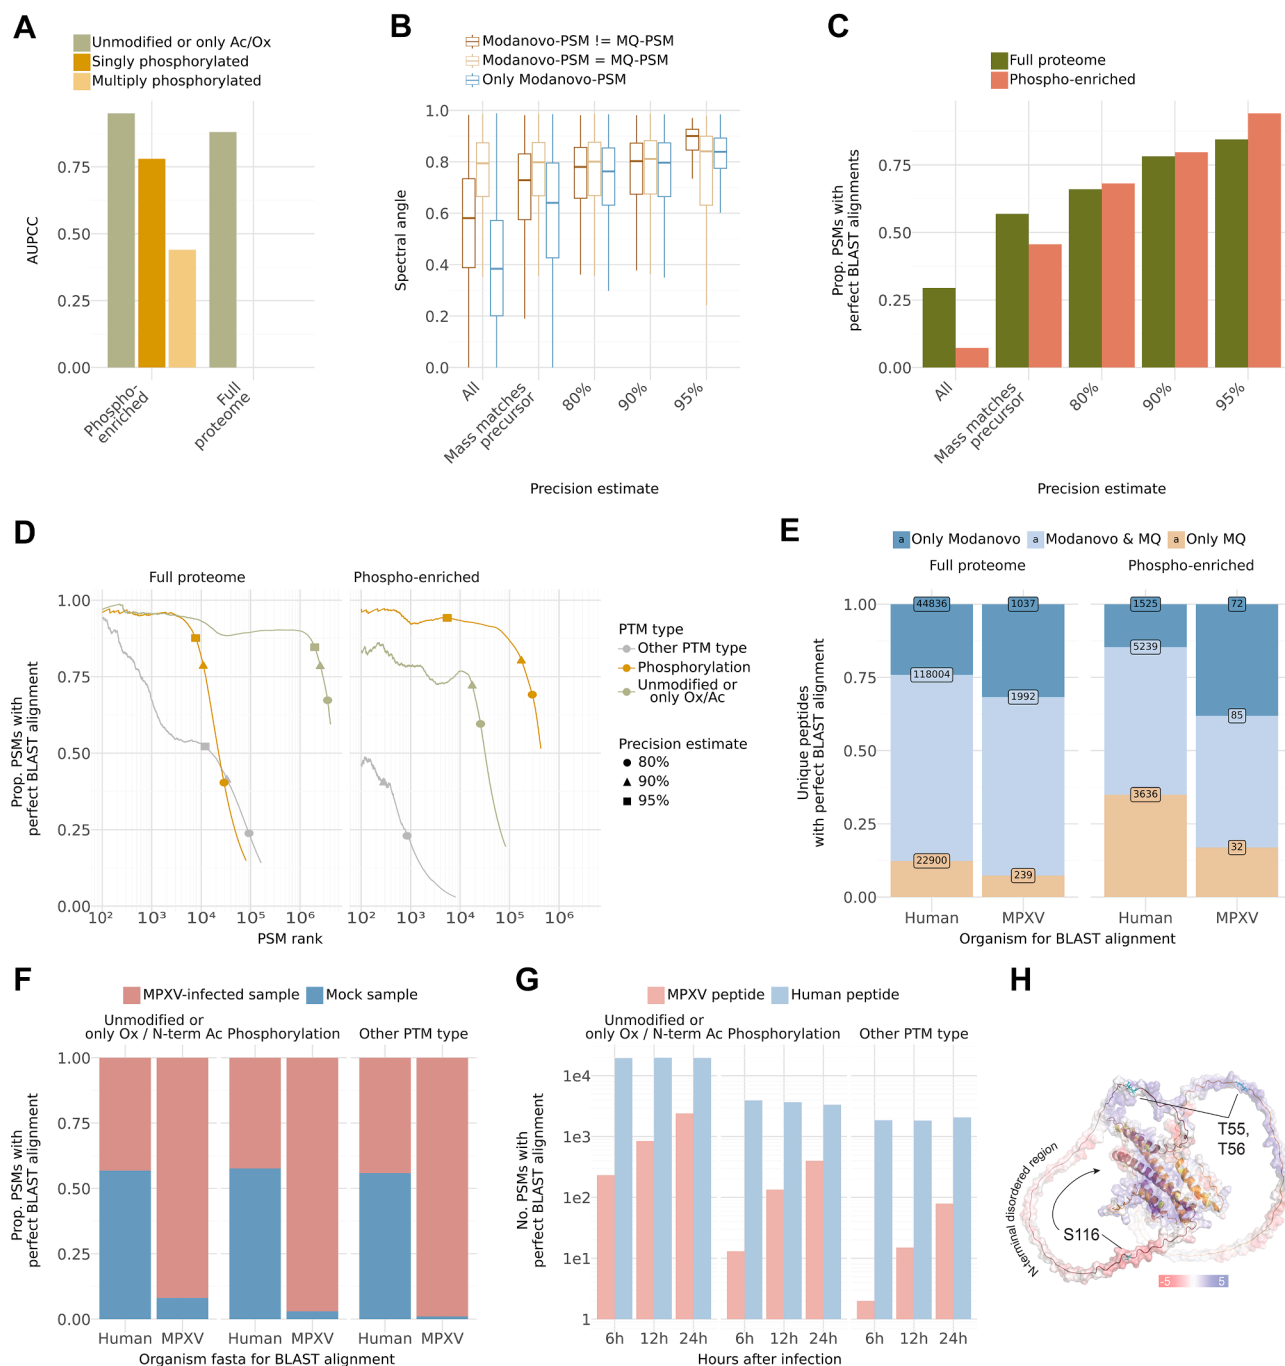 A
Unmodified or only Ac/Ox
Singly phosphorylated
Multiply phosphorylated
AUPCC
0.75
0.50
0.25
0.00
Phospho-
enriched
Full
proteome
B
Modanovo-PSM != MQ-PSM
Modanovo-PSM = MQ-PSM
Only Modanovo-PSM
Spectral angle
1.0
0.8
0.6
0.4
0.2
0.0
All
Mass matches
precursor
80%
90%
95%
Precision estimate
C
Full proteome
Phospho-enriched
Prop. PSMs with
perfect BLAST alignments
0.75
0.50
0.25
0.00
All
Mass matches
precursor
80%
90%
95%
Precision estimate
D
Full proteome
Phospho-enriched
Prop. PSMs with
perfect BLAST alignment
1.00
0.75
0.50
0.25
0.00
10² 10³ 10⁴ 10⁵ 10⁶
10² 10³ 10⁴ 10⁵ 10⁶
PSM rank
PTM type
Other PTM type
Phosphorylation
Unmodified or
only Ox/Ac
Precision estimate
80%
90%
95%
E
a Only Modanovo a Modanovo & MQ a Only MQ
Full proteome
Phospho-enriched
Unique peptides
with perfect BLAST alignment
1.00
0.75
0.50
0.25
0.00
44836 1037 1525 72
118004 1992 5239 85
22900 239 3636 32
Human MPXV Human MPXV
Organism for BLAST alignment
F
MPXV-infected sample Mock sample
Unmodified or
only Ox / N-term Ac Phosphorylation Other PTM type
Prop. PSMs with
perfect BLAST alignment
1.00
0.75
0.50
0.25
0.00
Human MPXV Human MPXV Human MPXV
Organism fasta for BLAST alignment
G
MPXV peptide Human peptide
Unmodified or
only Ox / N-term Ac Phosphorylation Other PTM type
No. PSMs with
perfect BLAST alignment
1e4
1e3
1e2
1e1
1
6h 12h 24h 6h 12h 24h 6h 12h 24h
Hours after infection
H
T55,
T56
N-terminal disordered region
S116
-5 5